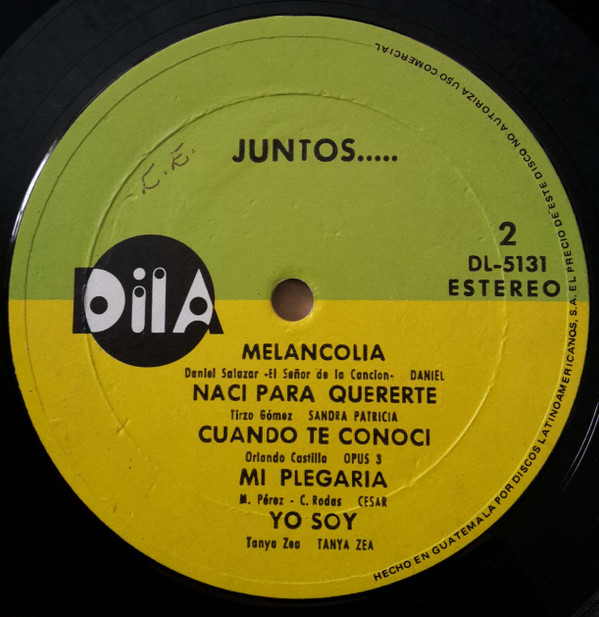 JUNTOS.....
2
DL-5131
ESTEREO
DilA
MELANCOLIA
Daniel Salazar -El Señor de la Cancion- DANIEL
NACI PARA QUERERTE
Tirzo Gómez SANDRA PATRICIA
CUANDO TE CONOCI
Orlando Castilla OPUS 3
MI PLEGARIA
M. Pérez - C. Rodas CESAR
YO SOY
Tanya Zea TANYA ZEA
HECHO EN GUATEMALA POR DISCOS LATINOAMERICANOS, S.A. EL PRECIO DE ESTE DISCO NO AUTORIZA USO COMERCIAL